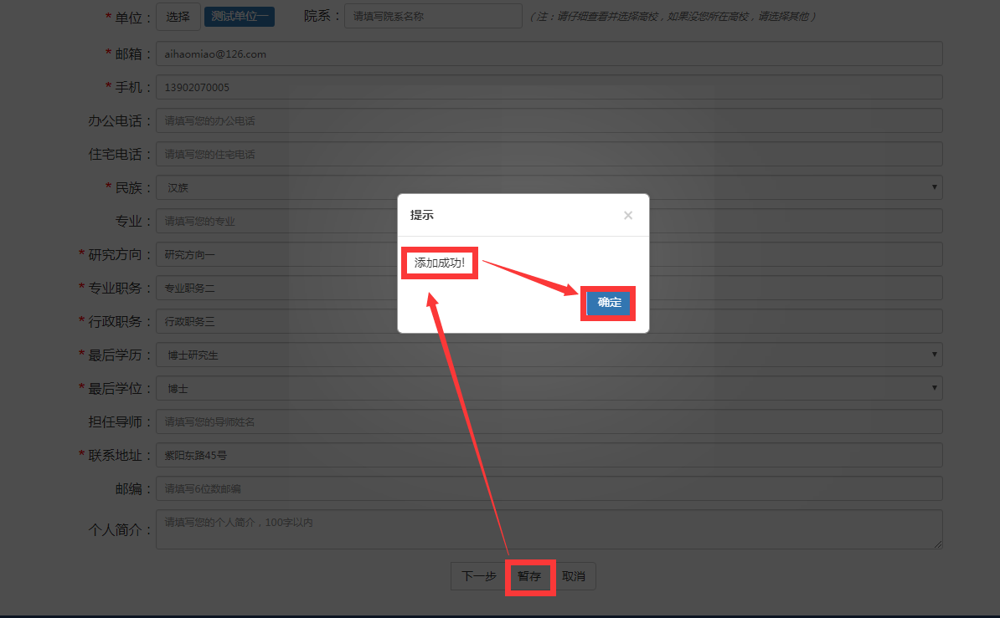 * 单位： 选择 测试单位一 院系： 请填写院系名称 （注：请仔细查看并选择高校，如果没您所在高校，请选择其他）
* 邮箱： aihaomiao@126.com
* 手机： 13902070005
办公电话： 请填写您的办公电话
住宅电话： 请填写您的住宅电话
* 民族： 汉族
专业： 请填写您的专业
* 研究方向： 研究方向一
* 专业职务： 专业职务二
* 行政职务： 行政职务三
* 最后学历： 博士研究生
* 最后学位： 博士
担任导师： 请填写您的导师姓名
* 联系地址： 紫阳东路45号
邮编： 请填写6位数邮编
个人简介： 请填写您的个人简介，100字以内
下一步 暂存 取消
提示 ×
添加成功!
确定